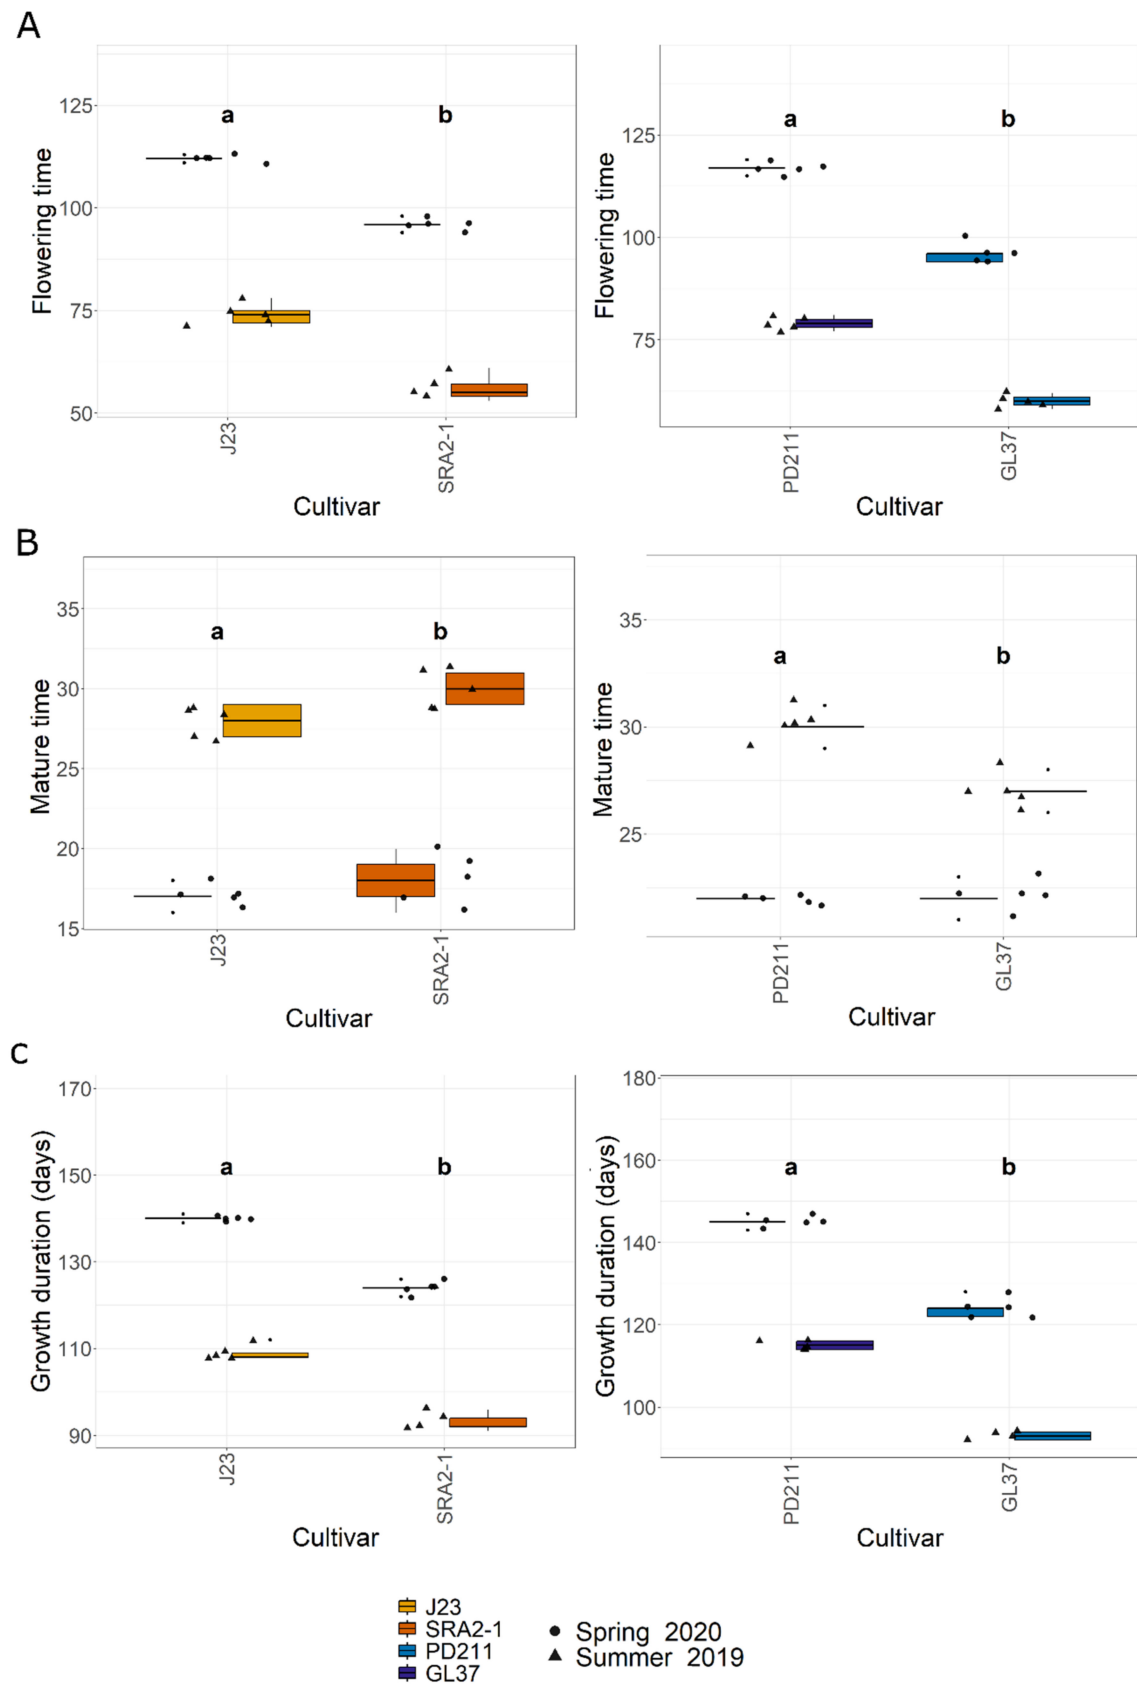 A
a
b
125
100
75
50
Flowering time
J23
SRA2-1
Cultivar
a
b
125
100
75
Flowering time
PD211
GL37
Cultivar
B
a
b
35
30
25
20
15
Mature time
J23
SRA2-1
Cultivar
a
b
35
30
25
Mature time
PD211
GL37
Cultivar
C
a
b
170
150
130
110
90
Growth duration (days)
J23
SRA2-1
Cultivar
a
b
180
160
140
120
100
Growth duration (days)
PD211
GL37
Cultivar
J23
SRA2-1
PD211
GL37
Spring 2020
Summer 2019